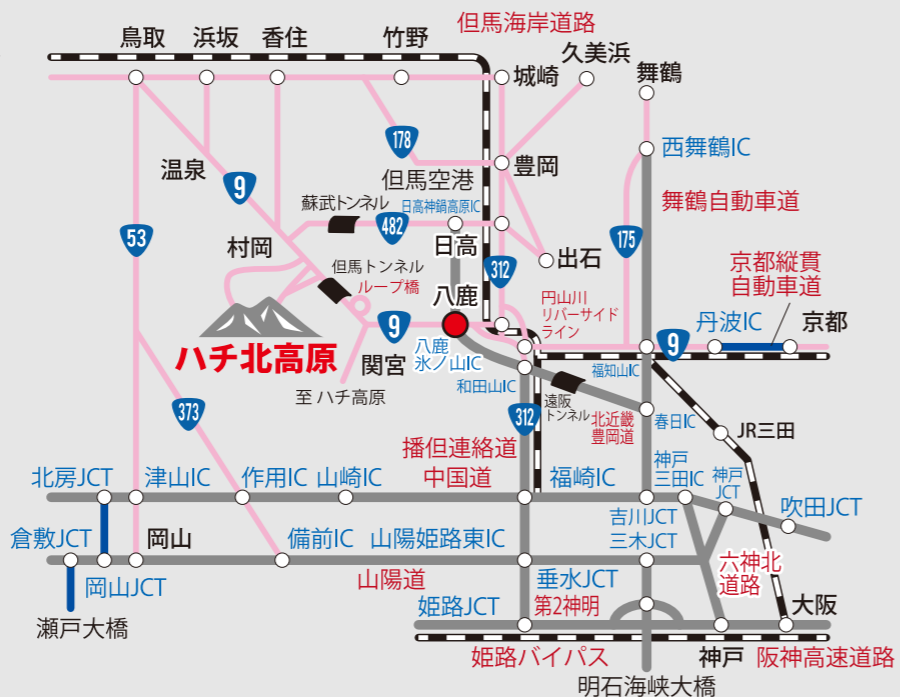 但馬海岸道路
鳥取
浜坂
香住
竹野
城崎
久美浜
舞鶴
178
西舞鶴IC
温泉
9
但馬空港
豊岡
蘇武トンネル
日高神鍋高原IC
舞鶴自動車道
53
482
村岡
日高
出石
175
但馬トンネル
ループ橋
312
京都縦貫
自動車道
八鹿
円山川
リバーサイド
ライン
9
丹波IC
京都
ハチ北高原
関宮
八鹿
氷ノ山IC
9
福知山IC
至 ハチ高原
和田山IC
373
遠阪
トンネル
312
北近畿
豊岡道
春日IC
JR三田
播但連絡道
中国道
北房JCT
津山IC
作用IC
山崎IC
福崎IC
神戸
三田IC
神戸
JCT
吹田JCT
吉川JCT
倉敷JCT
岡山
備前IC
山陽姫路東IC
三木JCT
岡山JCT
山陽道
垂水JCT
六神北
道路
姫路JCT
第2神明
大阪
瀬戸大橋
姫路バイパス
神戸
阪神高速道路
明石海峡大橋